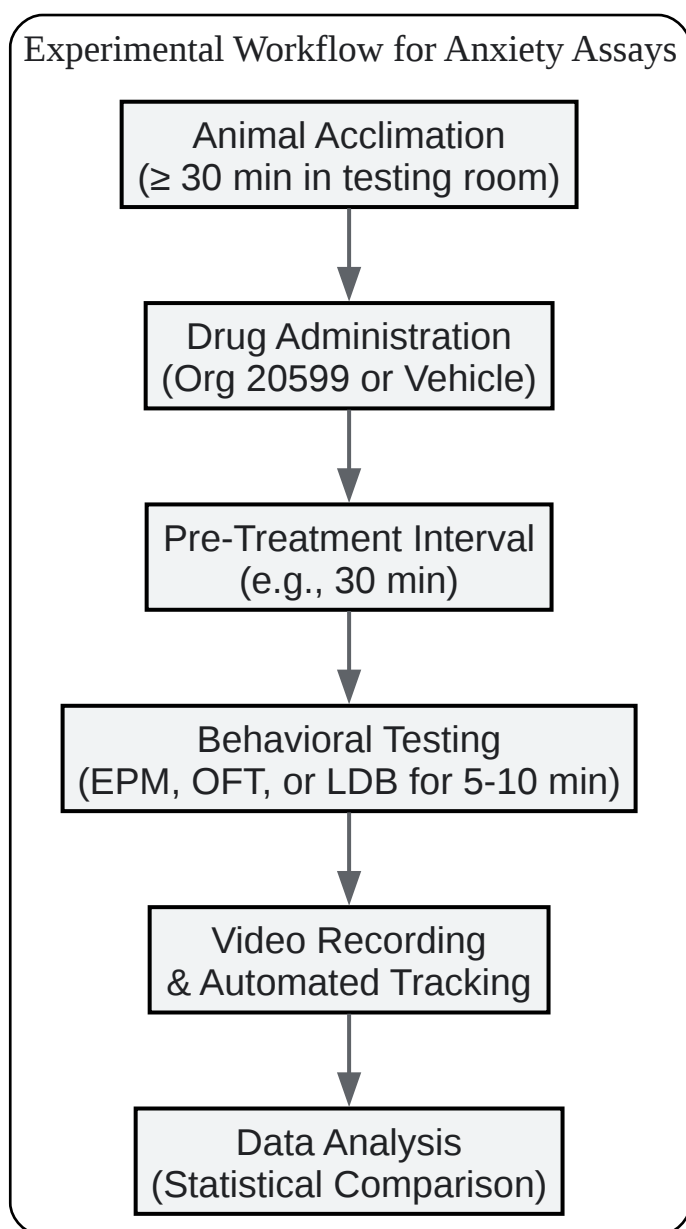 Experimental Workflow for Anxiety Assays
Animal Acclimation
(≥ 30 min in testing room)
Drug Administration
(Org 20599 or Vehicle)
Pre-Treatment Interval
(e.g., 30 min)
Behavioral Testing
(EPM, OFT, or LDB for 5-10 min)
Video Recording
& Automated Tracking
Data Analysis
(Statistical Comparison)